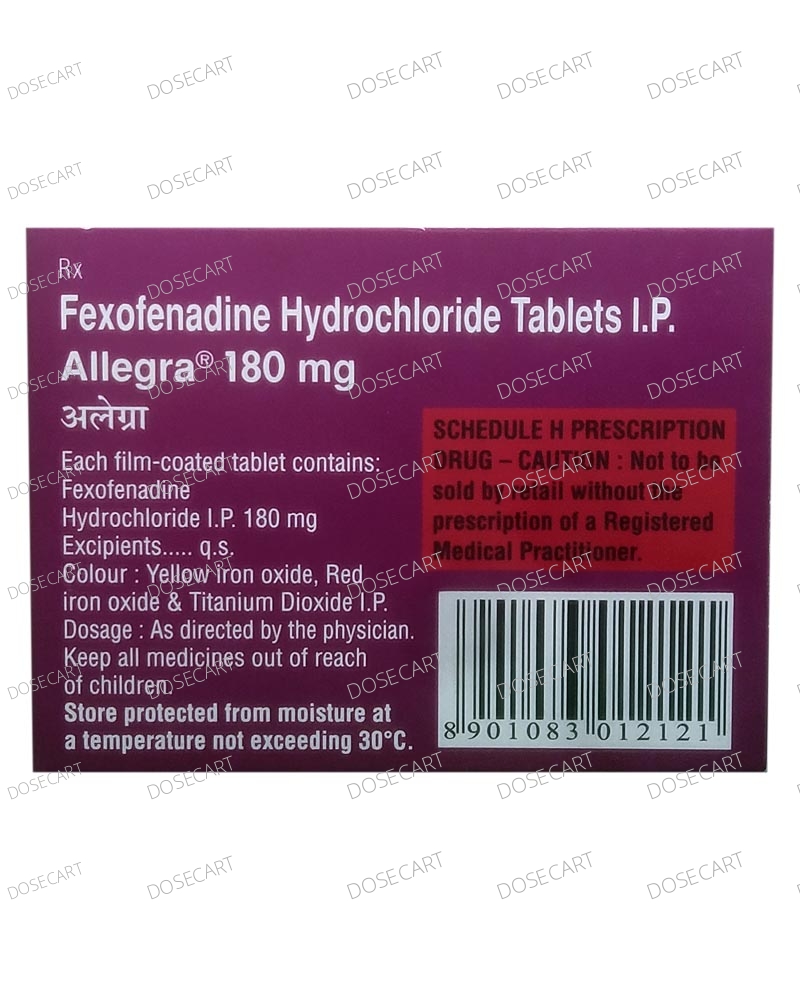 Rx
Fexofenadine Hydrochloride Tablets I.P.
Allegra® 180 mg
अलेग्रा
Each film-coated tablet contains:
Fexofenadine
Hydrochloride I.P. 180 mg
Excipients..... q.s.
Colour : Yellow iron oxide, Red
iron oxide & Titanium Dioxide I.P.
Dosage : As directed by the physician.
Keep all medicines out of reach
of children.
Store protected from moisture at
a temperature not exceeding 30°C.
SCHEDULE H PRESCRIPTION
DRUG – CAUTION : Not to be
sold by retail without the
prescription of a Registered
Medical Practitioner.
8 901083 012121
DOSECART